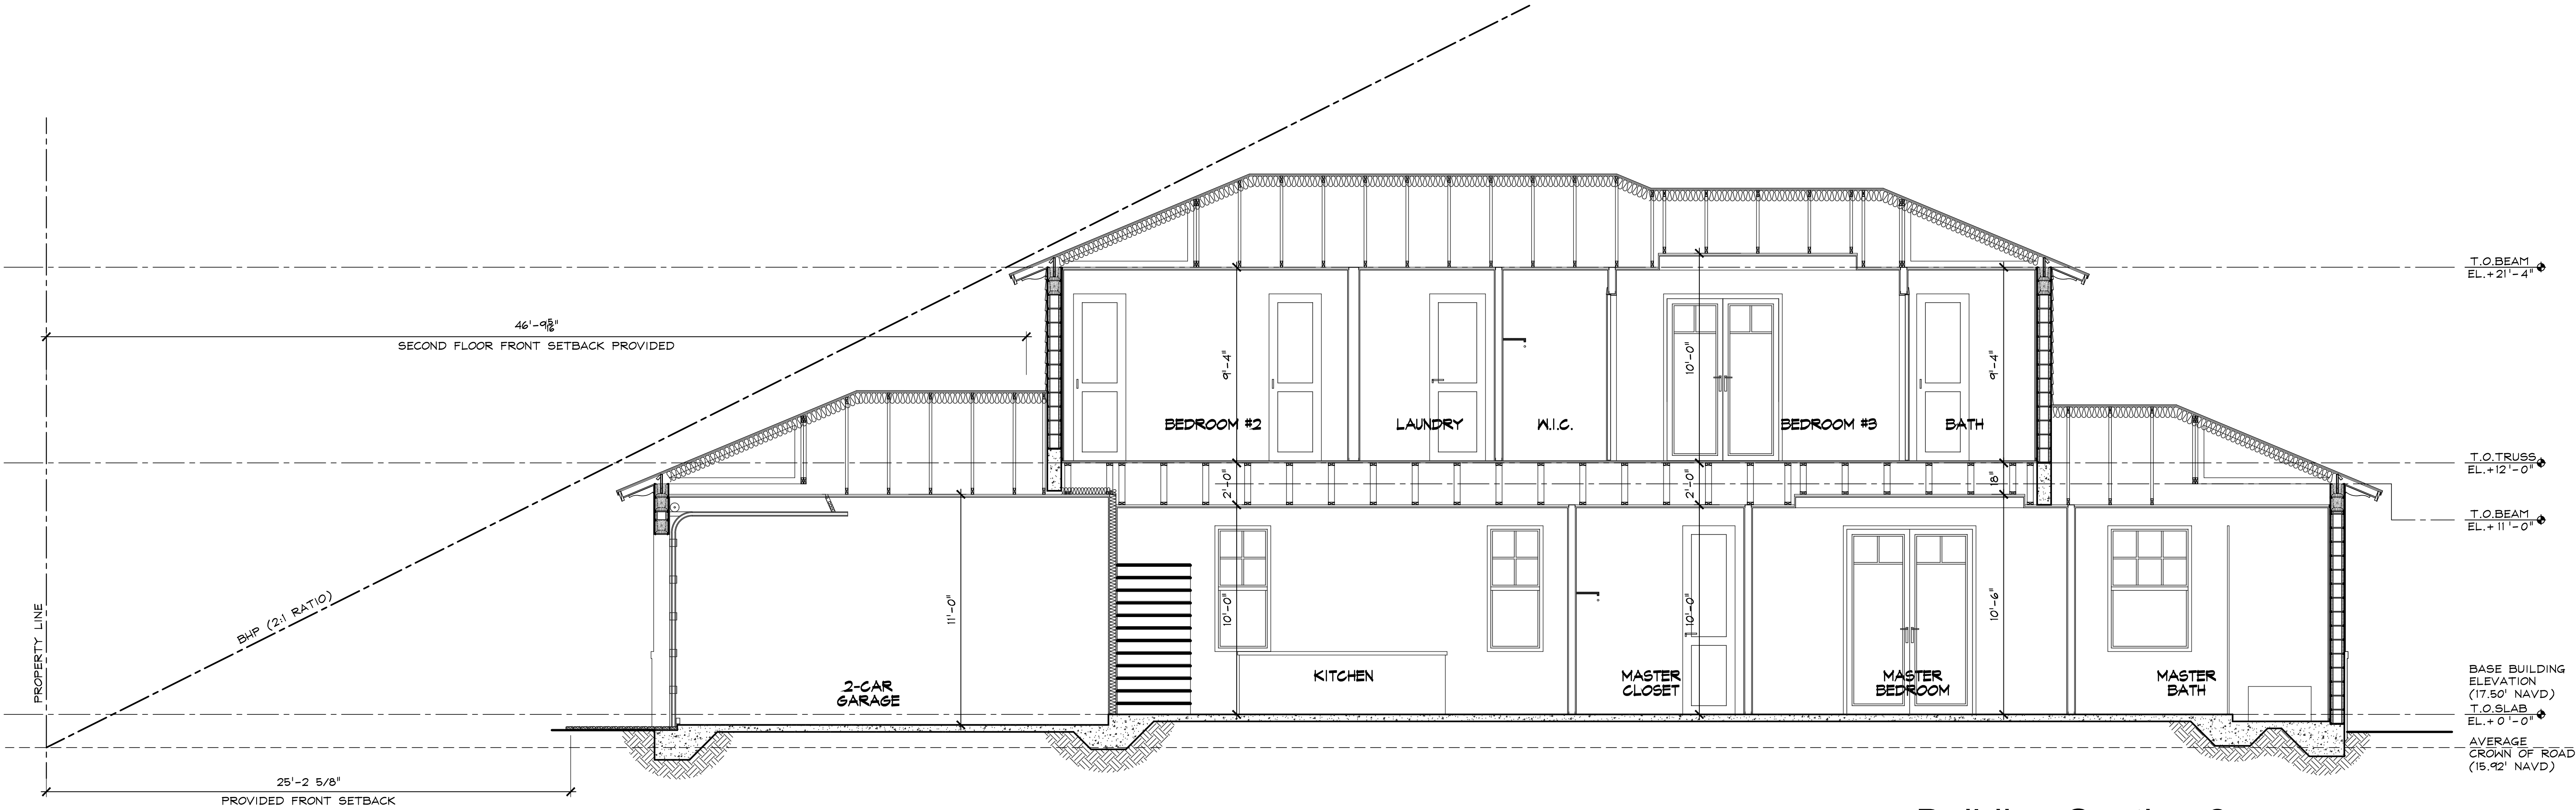 T.O.BEAM
EL.+21'-4"
46'-9 5/16"
SECOND FLOOR FRONT SETBACK PROVIDED
9'-4"
10'-0"
9'-4"
BEDROOM #2
LAUNDRY
W.I.C.
BEDROOM #3
BATH
T.O.TRUSS
EL.+12'-0"
2'-0"
2'-0"
18"
T.O.BEAM
EL.+11'-0"
PROPERTY LINE
BHP (2:1 RATIO)
11'-0"
10'-0"
10'-0"
10'-6"
2-CAR
GARAGE
KITCHEN
MASTER
CLOSET
MASTER
BEDROOM
MASTER
BATH
BASE BUILDING
ELEVATION
(17.50' NAVD)
T.O.SLAB
EL.+0'-0"
AVERAGE
CROWN OF ROAD
(15.92' NAVD)
25'-2 5/8"
PROVIDED FRONT SETBACK